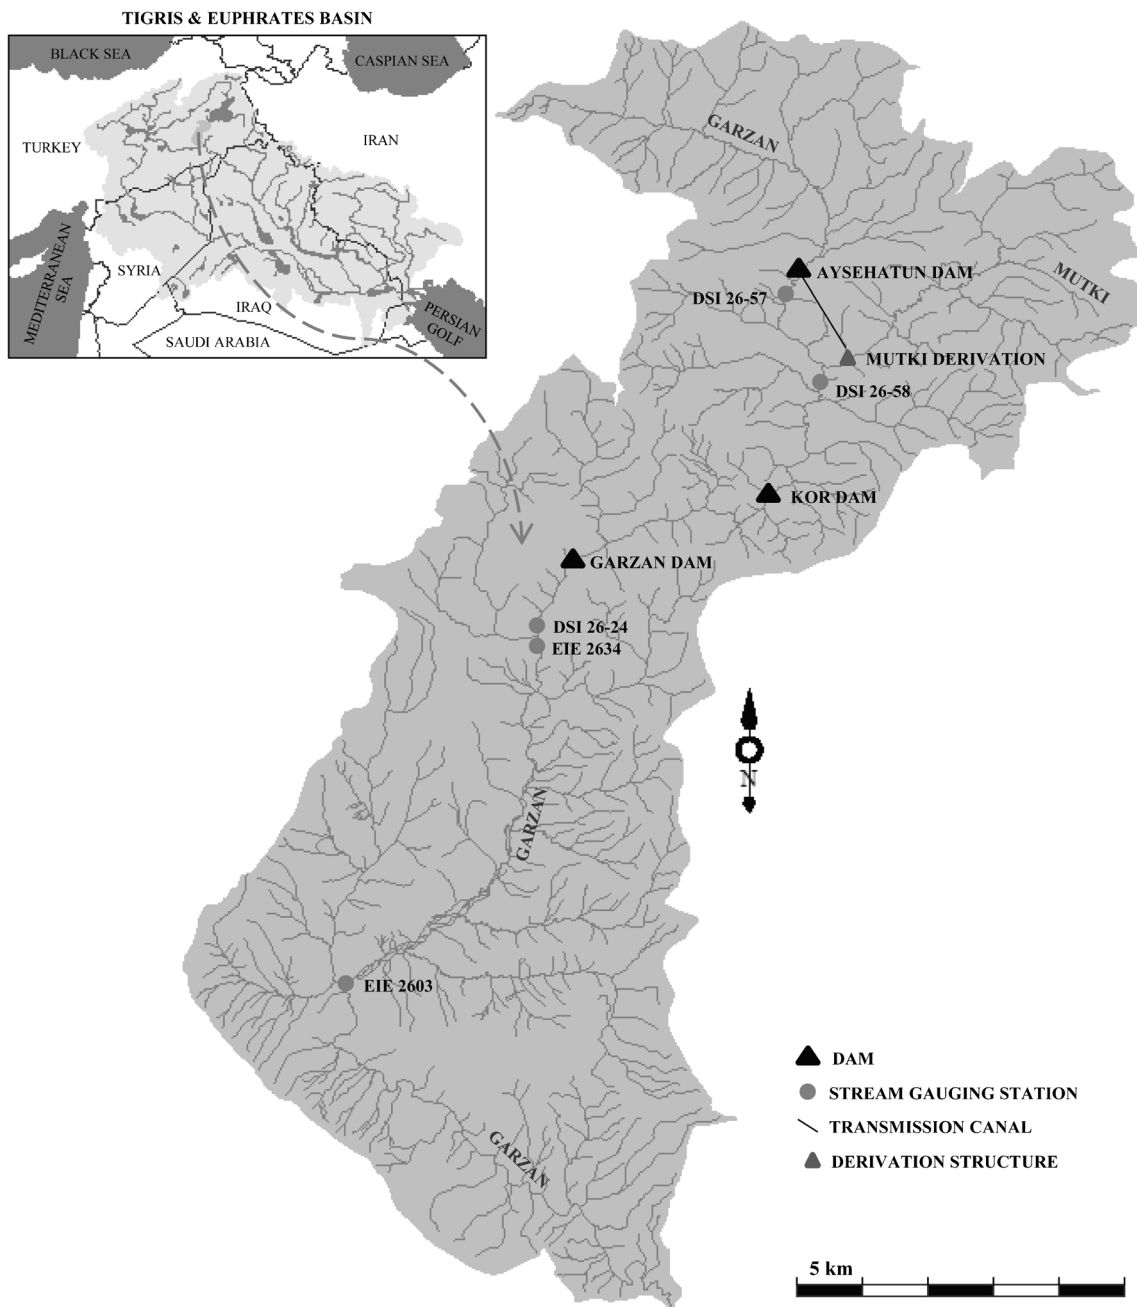 TIGRIS & EUPHRATES BASIN
BLACK SEA
CASPIAN SEA
TURKEY
IRAN
MEDITERRANEAN
SEA
SYRIA
IRAQ
SAUDI ARABIA
PERSIAN
GOLF
GARZAN
MUTKI
AYSEHATUN DAM
DSI 26-57
MUTKI DERIVATION
DSI 26-58
KOR DAM
GARZAN DAM
DSI 26-24
EIE 2634
N
GARZAN
EIE 2603
GARZAN
DAM
STREAM GAUGING STATION
TRANSMISSION CANAL
DERIVATION STRUCTURE
5 km